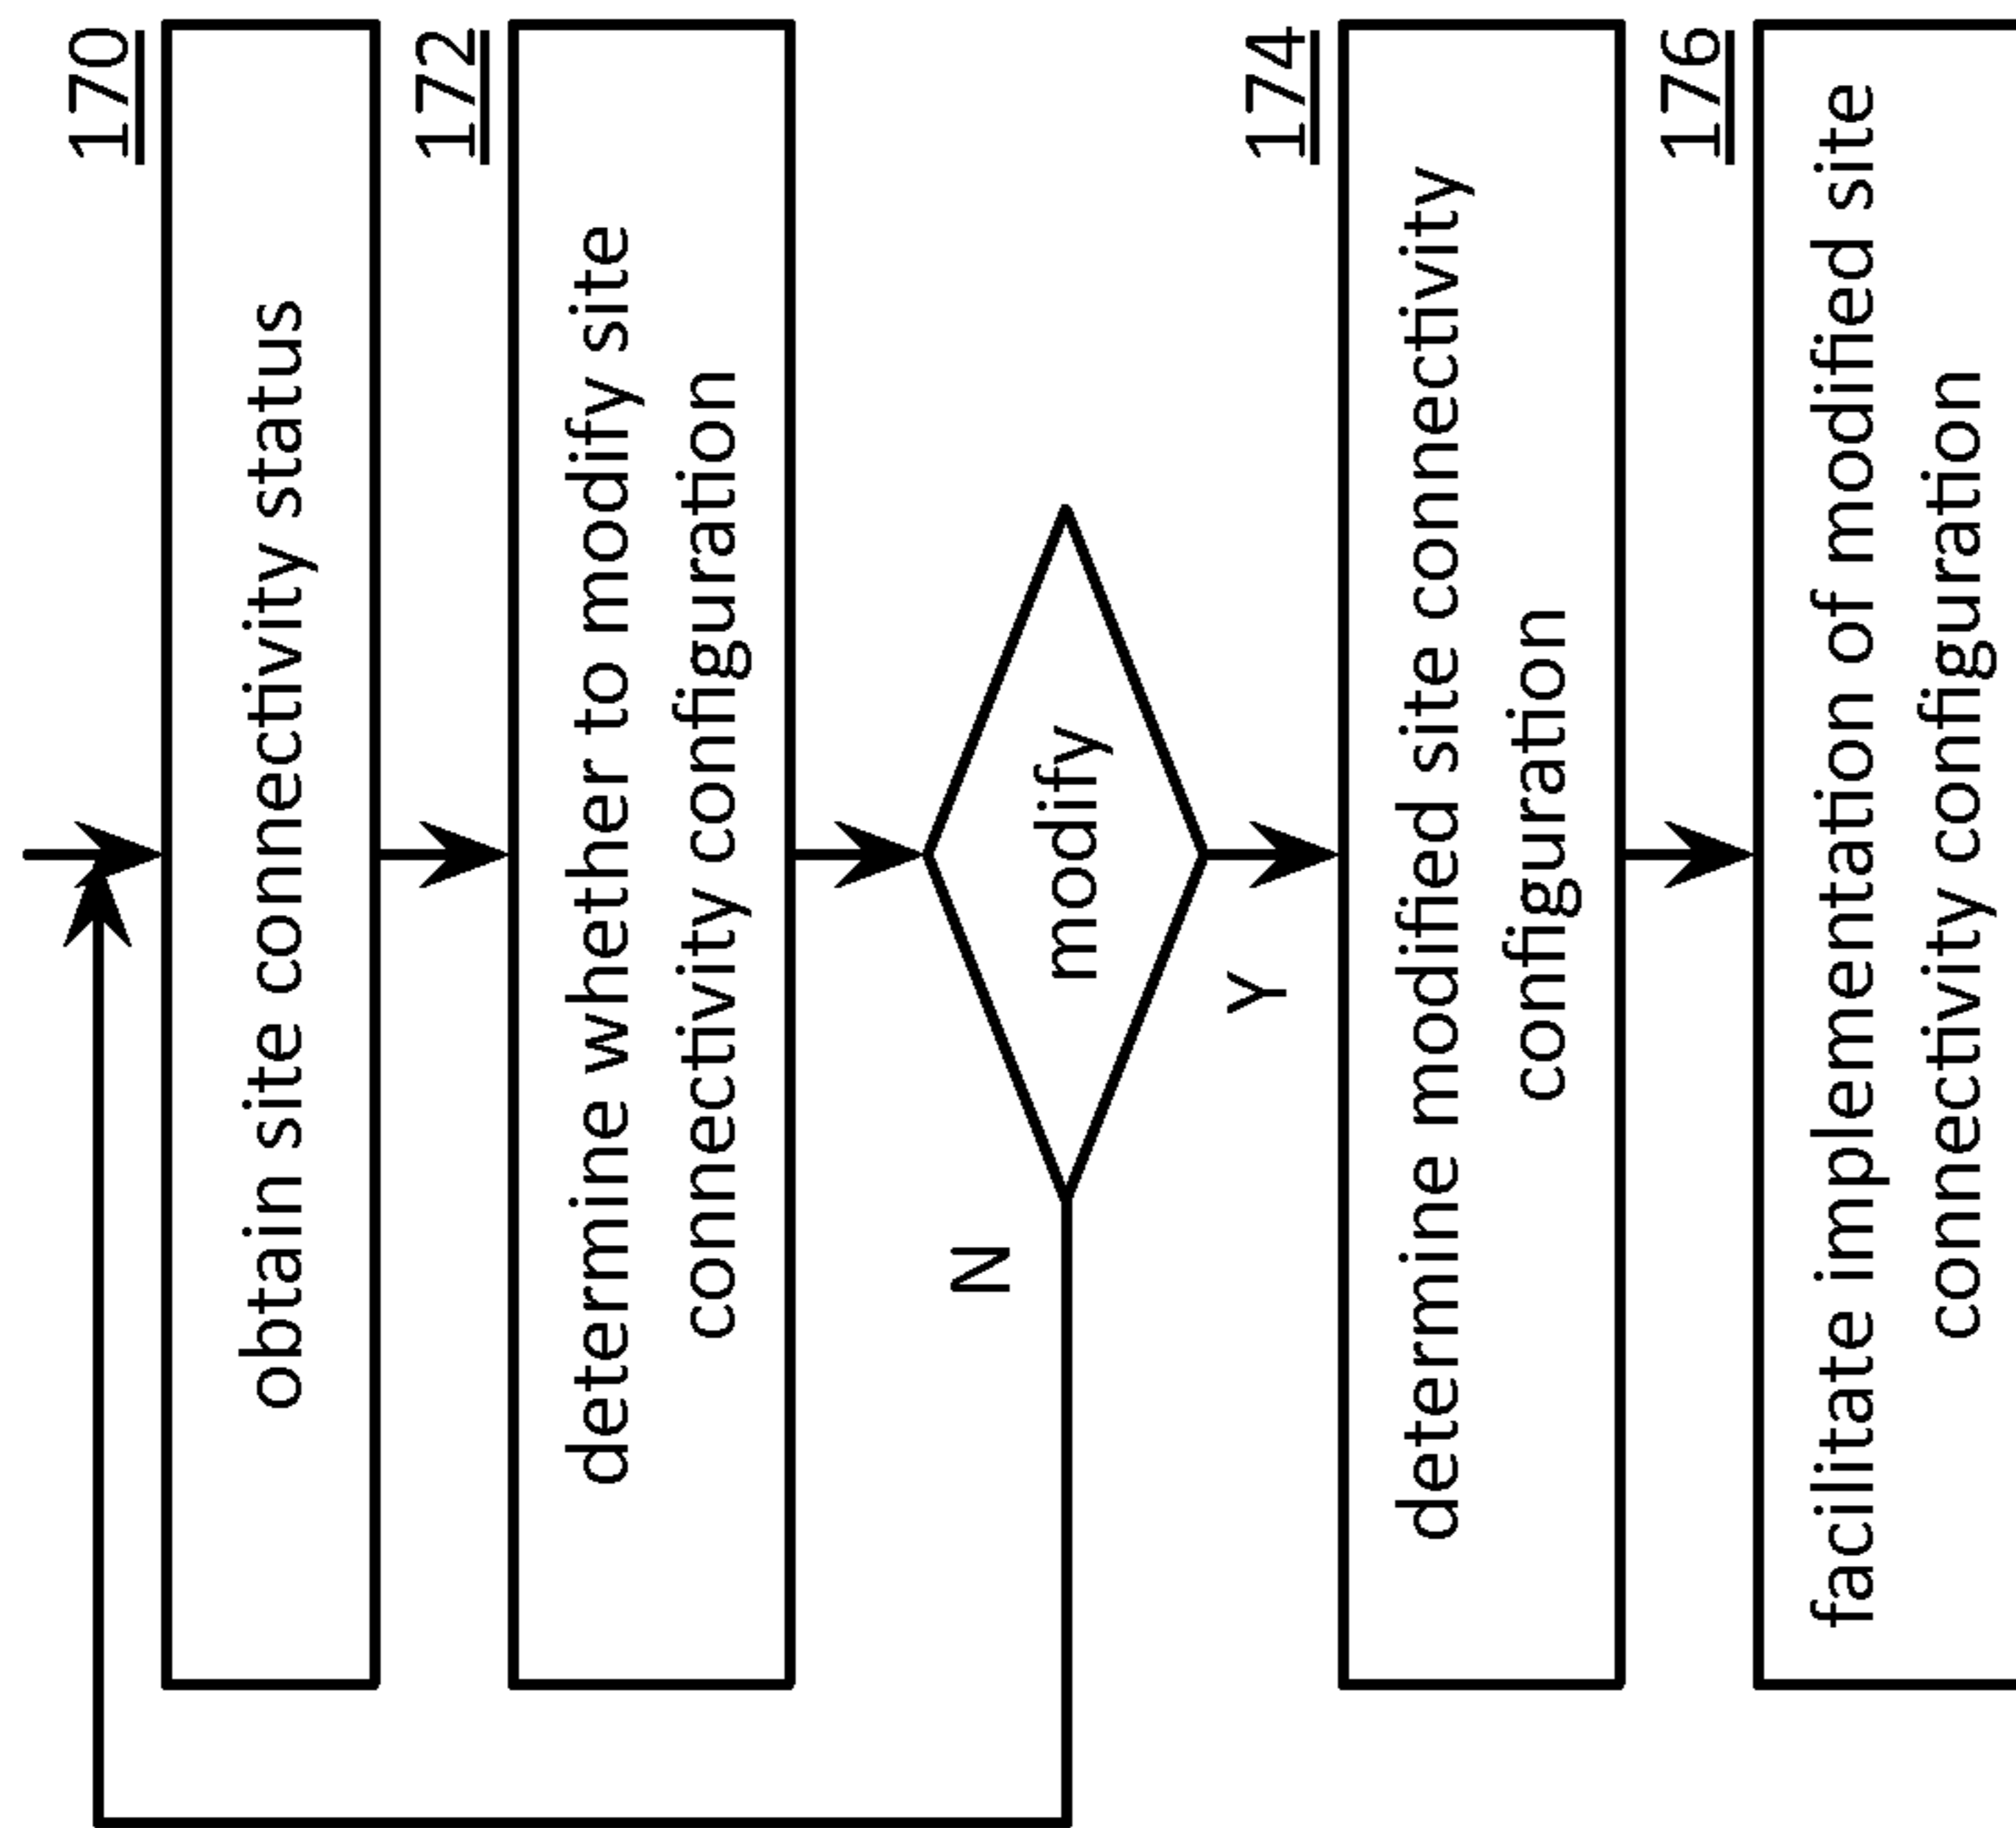 170
obtain site connectivity status
172
determine whether to modify site
connectivity configuration
modify
N
Y
174
determine modified site connectivity
configuration
176
facilitate implementation of modified site
connectivity configuration